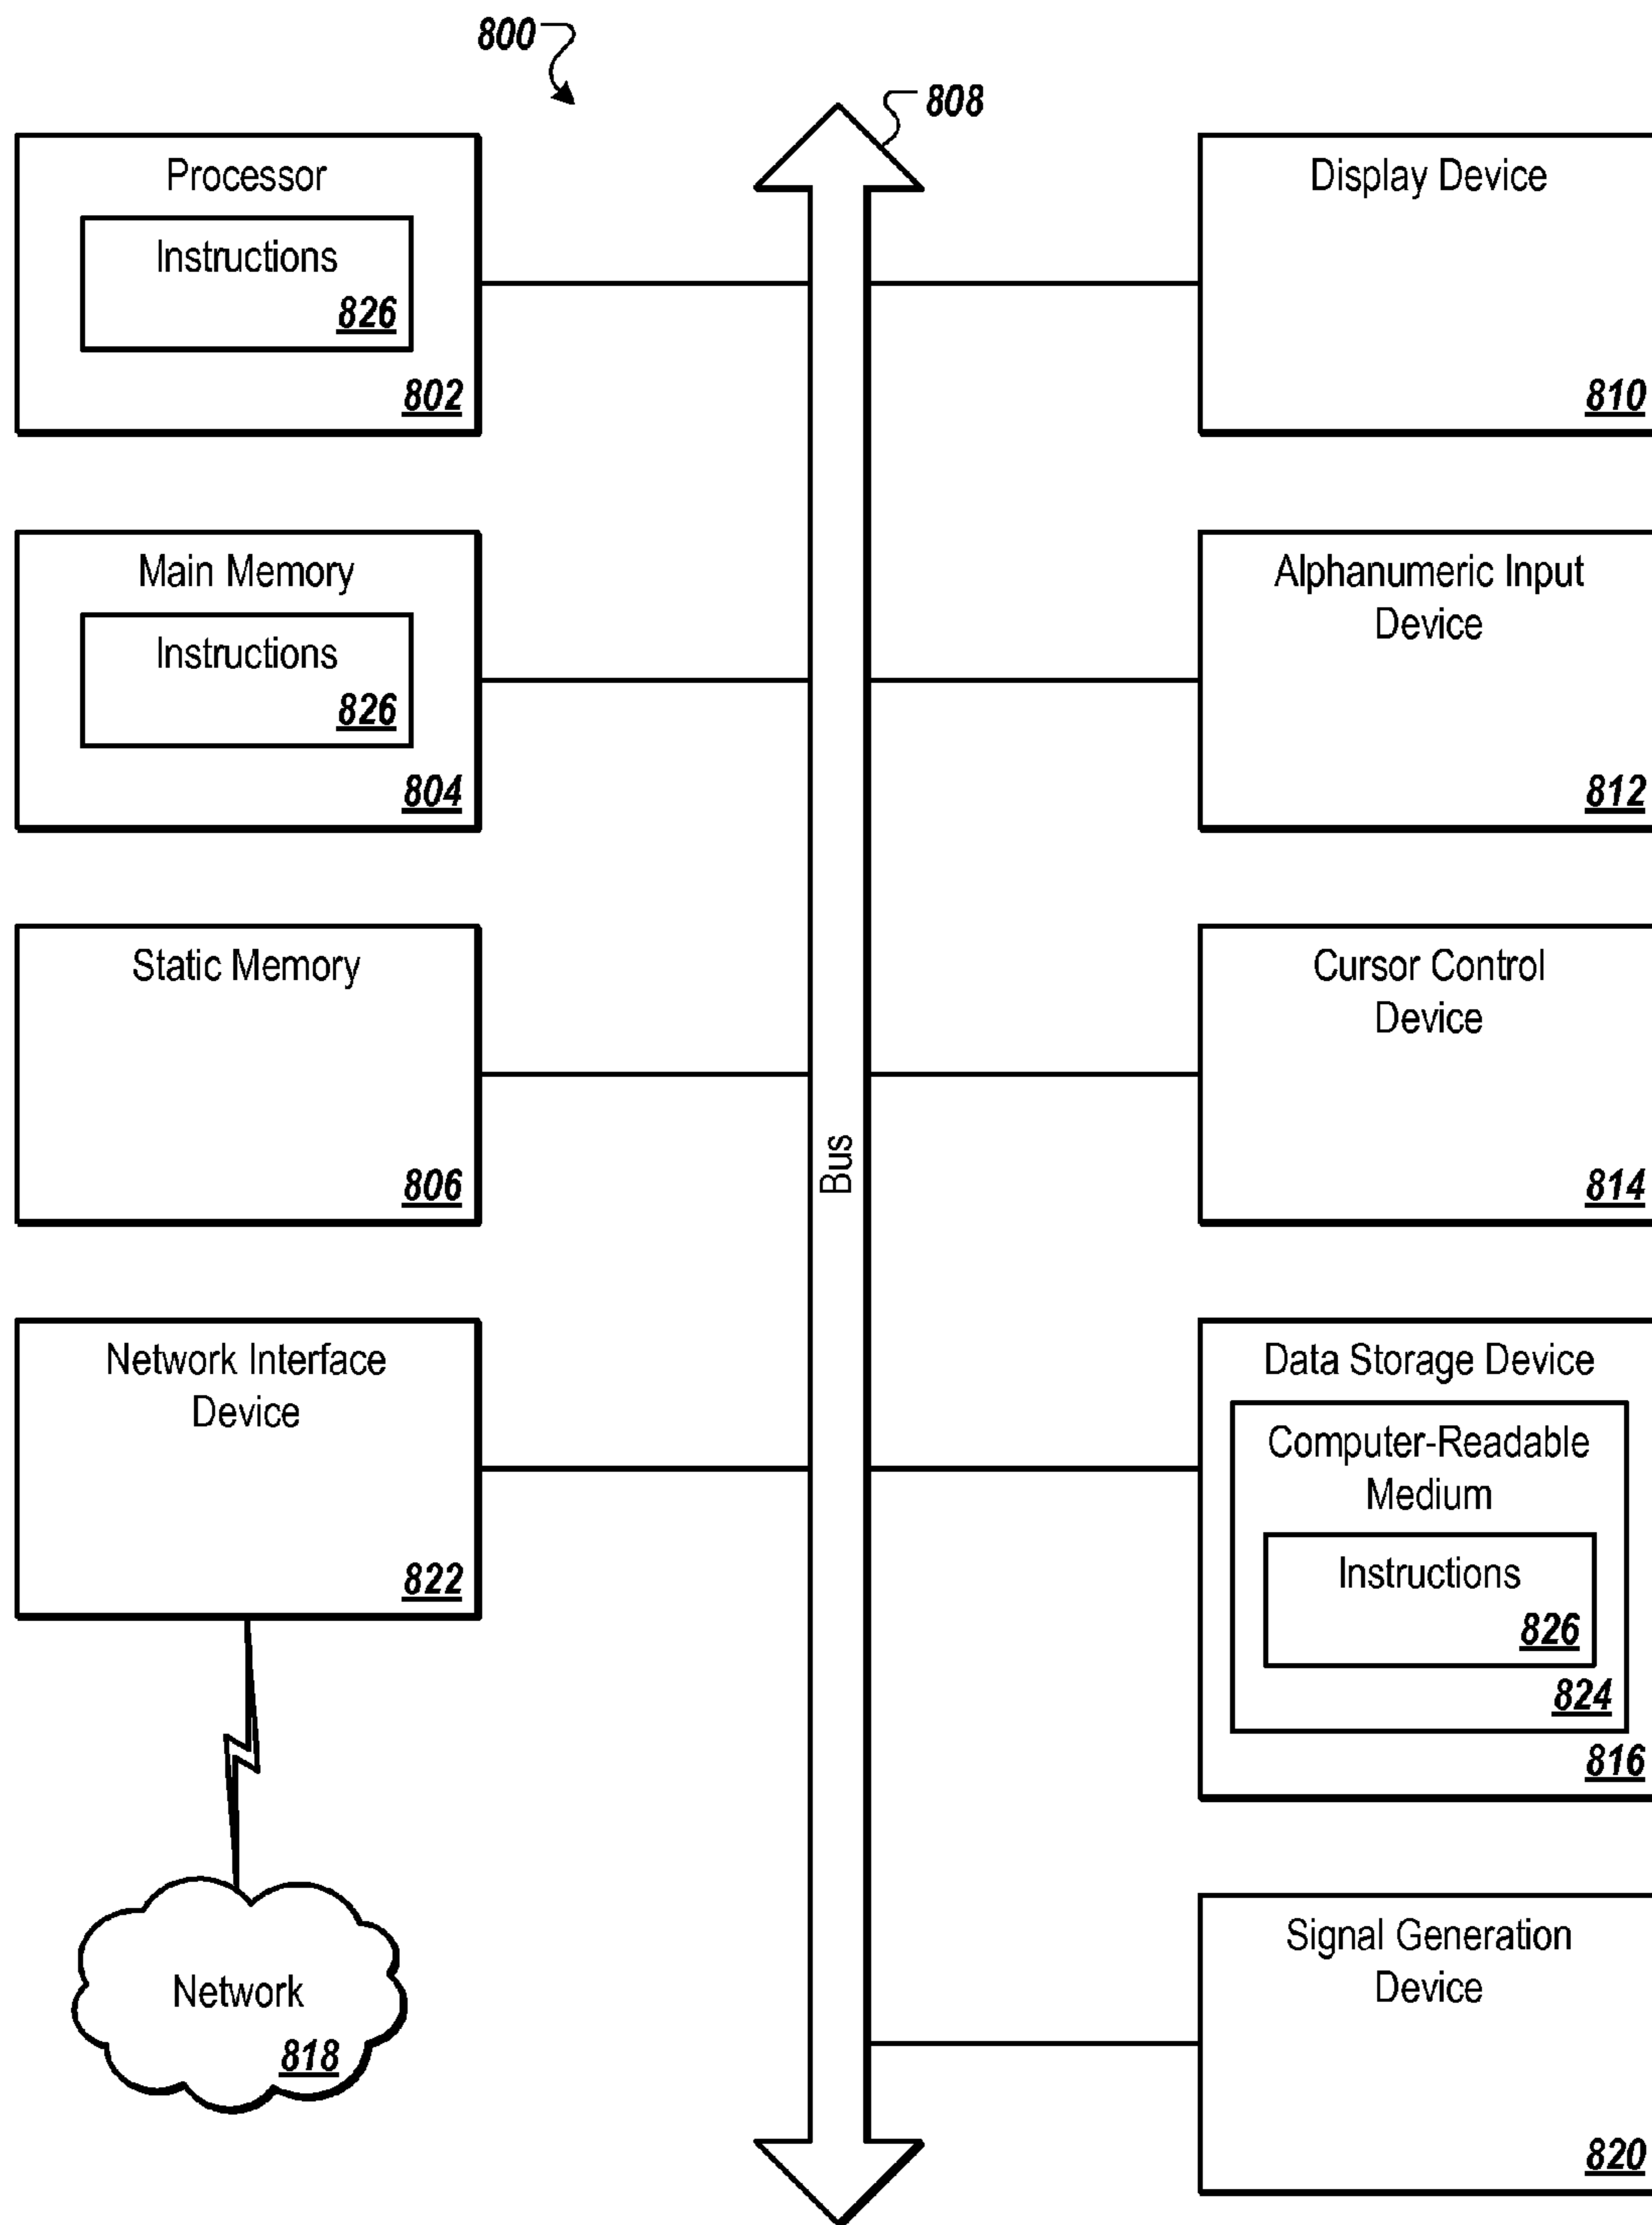 800
808
Processor
Instructions
826
802
Main Memory
Instructions
826
804
Static Memory
806
Network Interface
Device
822
Network
818
Bus
Display Device
810
Alphanumeric Input
Device
812
Cursor Control
Device
814
Data Storage Device
Computer-Readable
Medium
Instructions
826
824
816
Signal Generation
Device
820